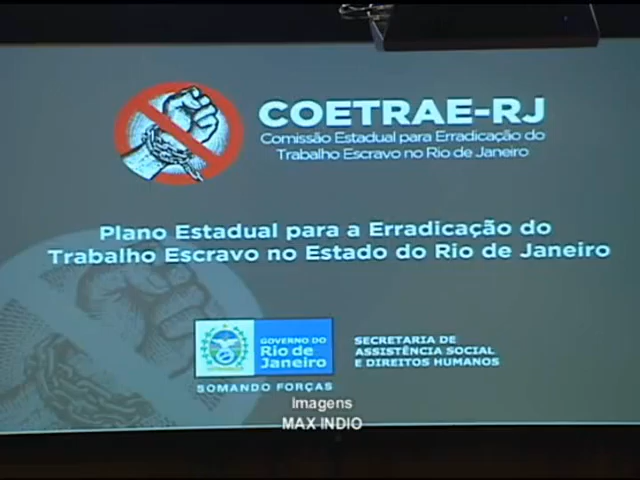 COETRAE-RJ
Comissão Estadual para Erradicação do
Trabalho Escravo no Rio de Janeiro
Plano Estadual para a Erradicação do
Trabalho Escravo no Estado do Rio de Janeiro
GOVERNO DO
Rio de
Janeiro
SOMANDO FORÇAS
SECRETARIA DE
ASSISTÊNCIA SOCIAL
E DIREITOS HUMANOS
Imagens
MAX INDIO